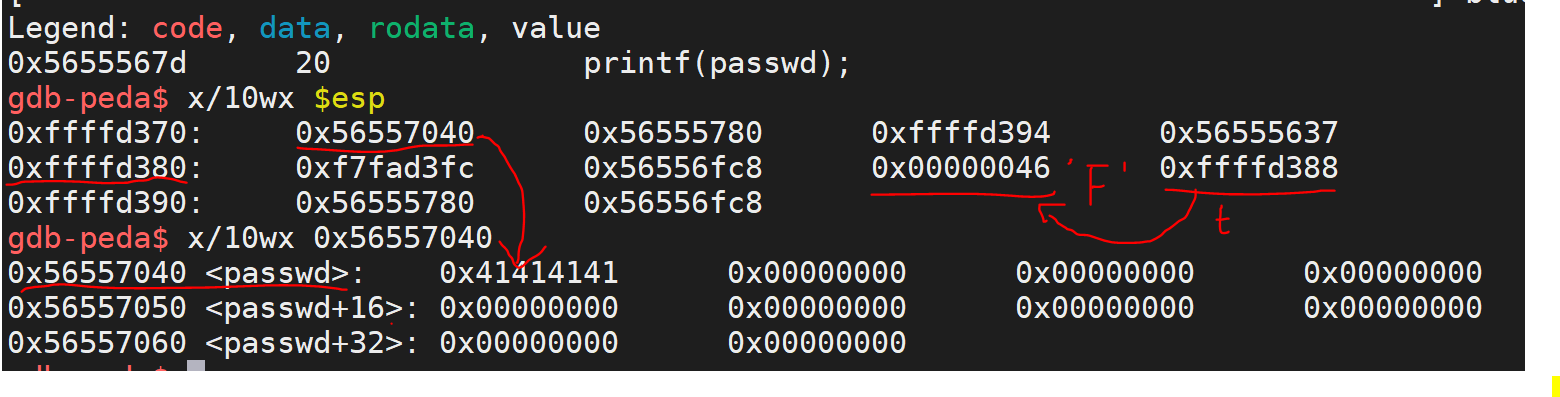 Legend: code, data, rodata, value
0x5655567d 20 printf(passwd);
gdb-peda$ x/10wx $esp
0xffffd370: 0x56557040 0x56555780 0xffffd394 0x56555637
0xffffd380: 0xf7fad3fc 0x56556fc8 0x00000046 'F' 0xffffd388
0xffffd390: 0x56555780 0x56556fc8 t
gdb-peda$ x/10wx 0x56557040
0x56557040 <passwd>: 0x41414141 0x00000000 0x00000000 0x00000000
0x56557050 <passwd+16>: 0x00000000 0x00000000 0x00000000 0x00000000
0x56557060 <passwd+32>: 0x00000000 0x00000000